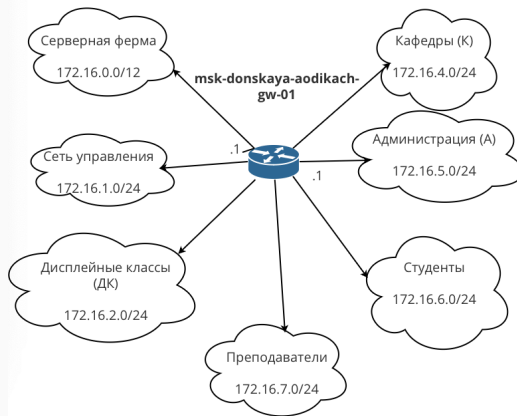 Серверная ферма
172.16.0.0/12
msk-donskaya-aodikach-
gw-01
Кафедры (К)
172.16.4.0/24
Сеть управления
172.16.1.0/24
.1
.1
Администрация (А)
172.16.5.0/24
Дисплейные классы
(ДК)
172.16.2.0/24
Студенты
172.16.6.0/24
Преподаватели
172.16.7.0/24